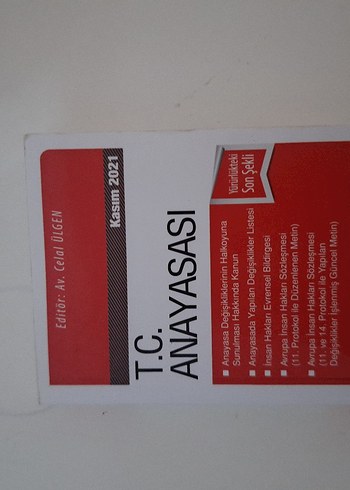 Editör: Av. Celal ÜLGEN
Kasım 2021
T.C.
ANAYASASI
Yürürlükteki
Son Şekli
■ Anayasa Değişikliklerinin Halkoyuna
Sunulması Hakkında Kanun
■ Anayasada Yapılan Değişiklikler Listesi
■ İnsan Hakları Evrensel Bildirgesi
■ Avrupa İnsan Hakları Sözleşmesi
(11. Protokol ile Düzenlenen Metin)
■ Avrupa İnsan Hakları Sözleşmesi
(11. ve 14. Protokol ile Yapılan
Değişiklikler İşlenmiş Güncel Metin)